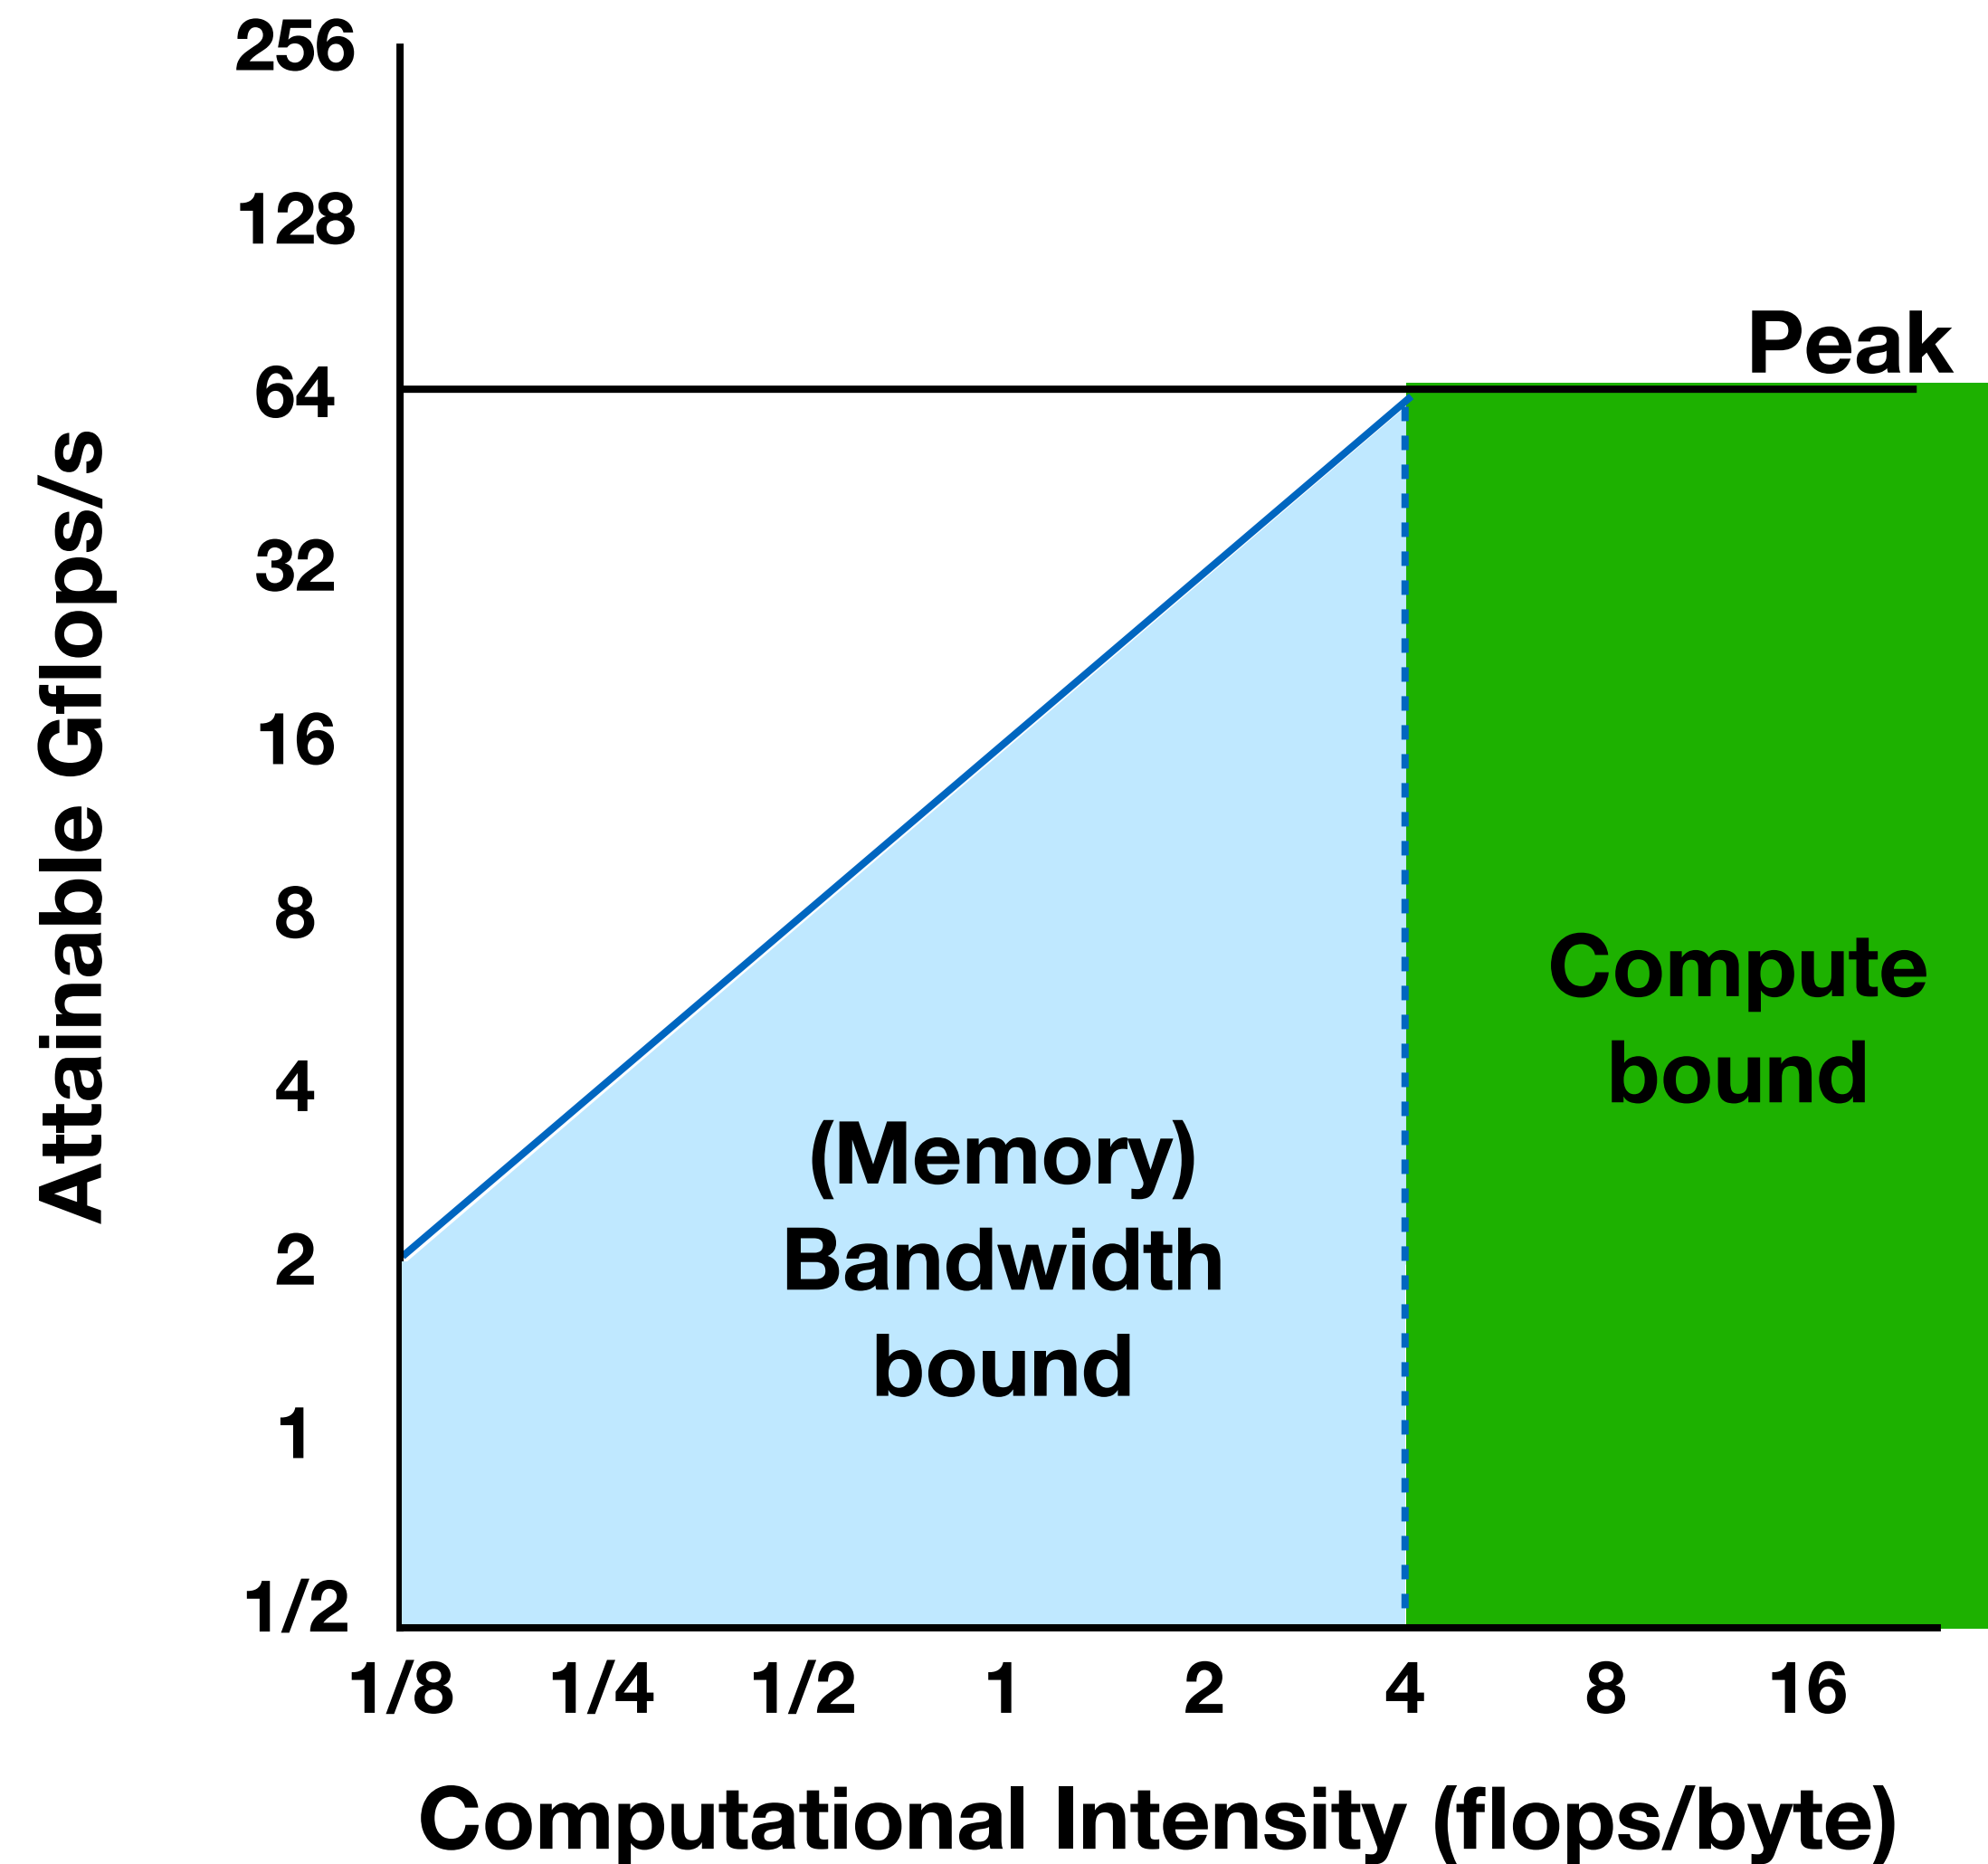 256
128
64
32
16
8
4
2
1
1/2
Attainable Gflops/s
Peak
Compute
bound
(Memory)
Bandwidth
bound
1/8 1/4 1/2 1 2 4 8 16
Computational Intensity (flops/byte)